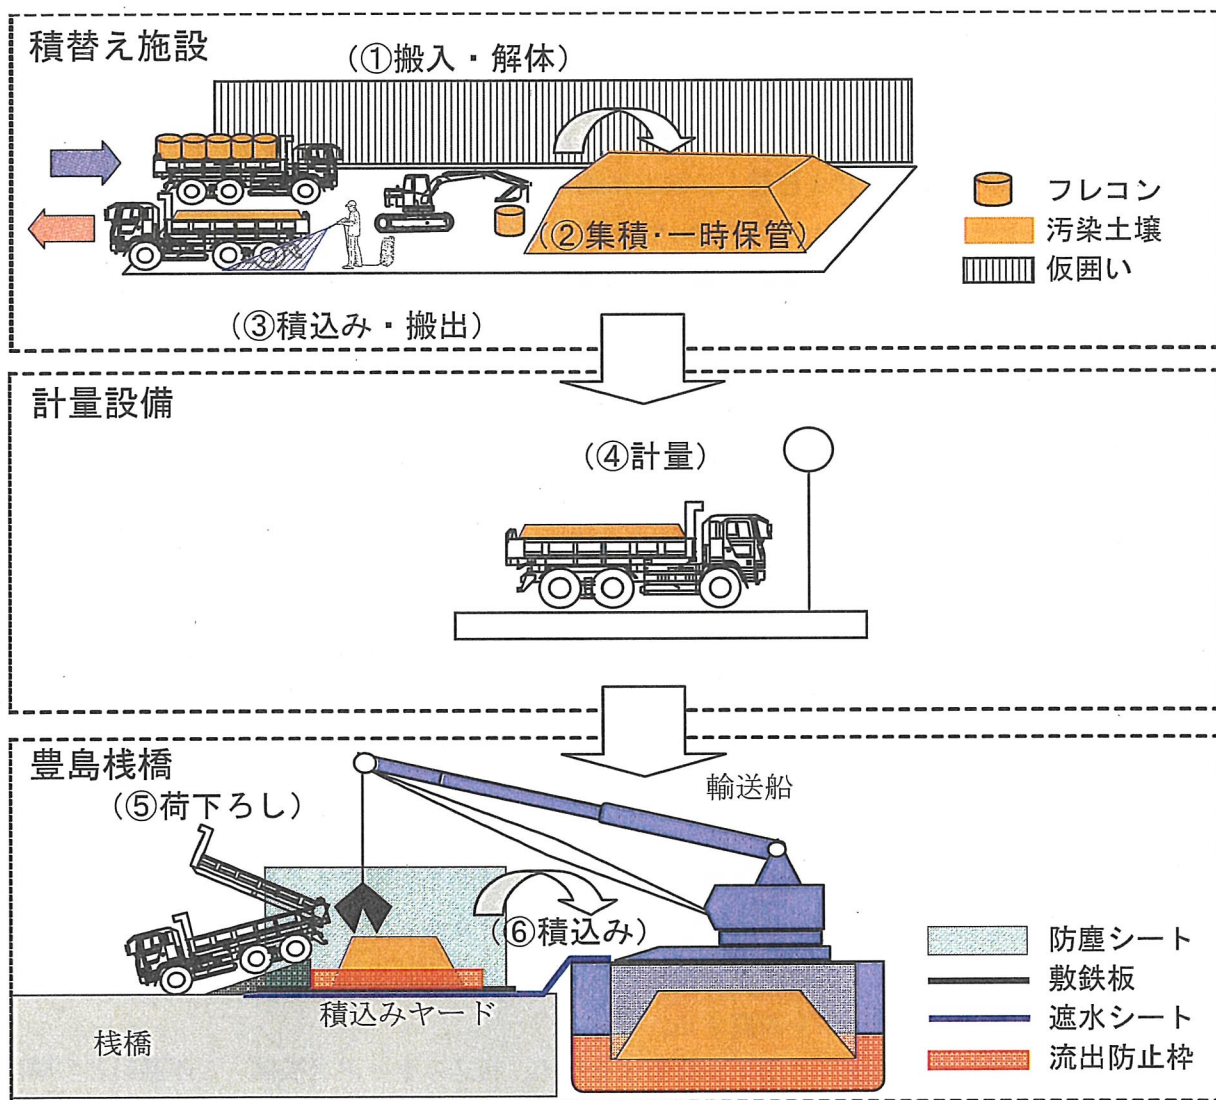 積替え施設
(①搬入・解体)
(②集積・一時保管)
フレコン
汚染土壌
仮囲い
(③積込み・搬出)
計量設備
(④計量)
豊島桟橋
(⑤荷下ろし)
輸送船
(⑥積込み)
積込みヤード
桟橋
防塵シート
敷鉄板
遮水シート
流出防止枠